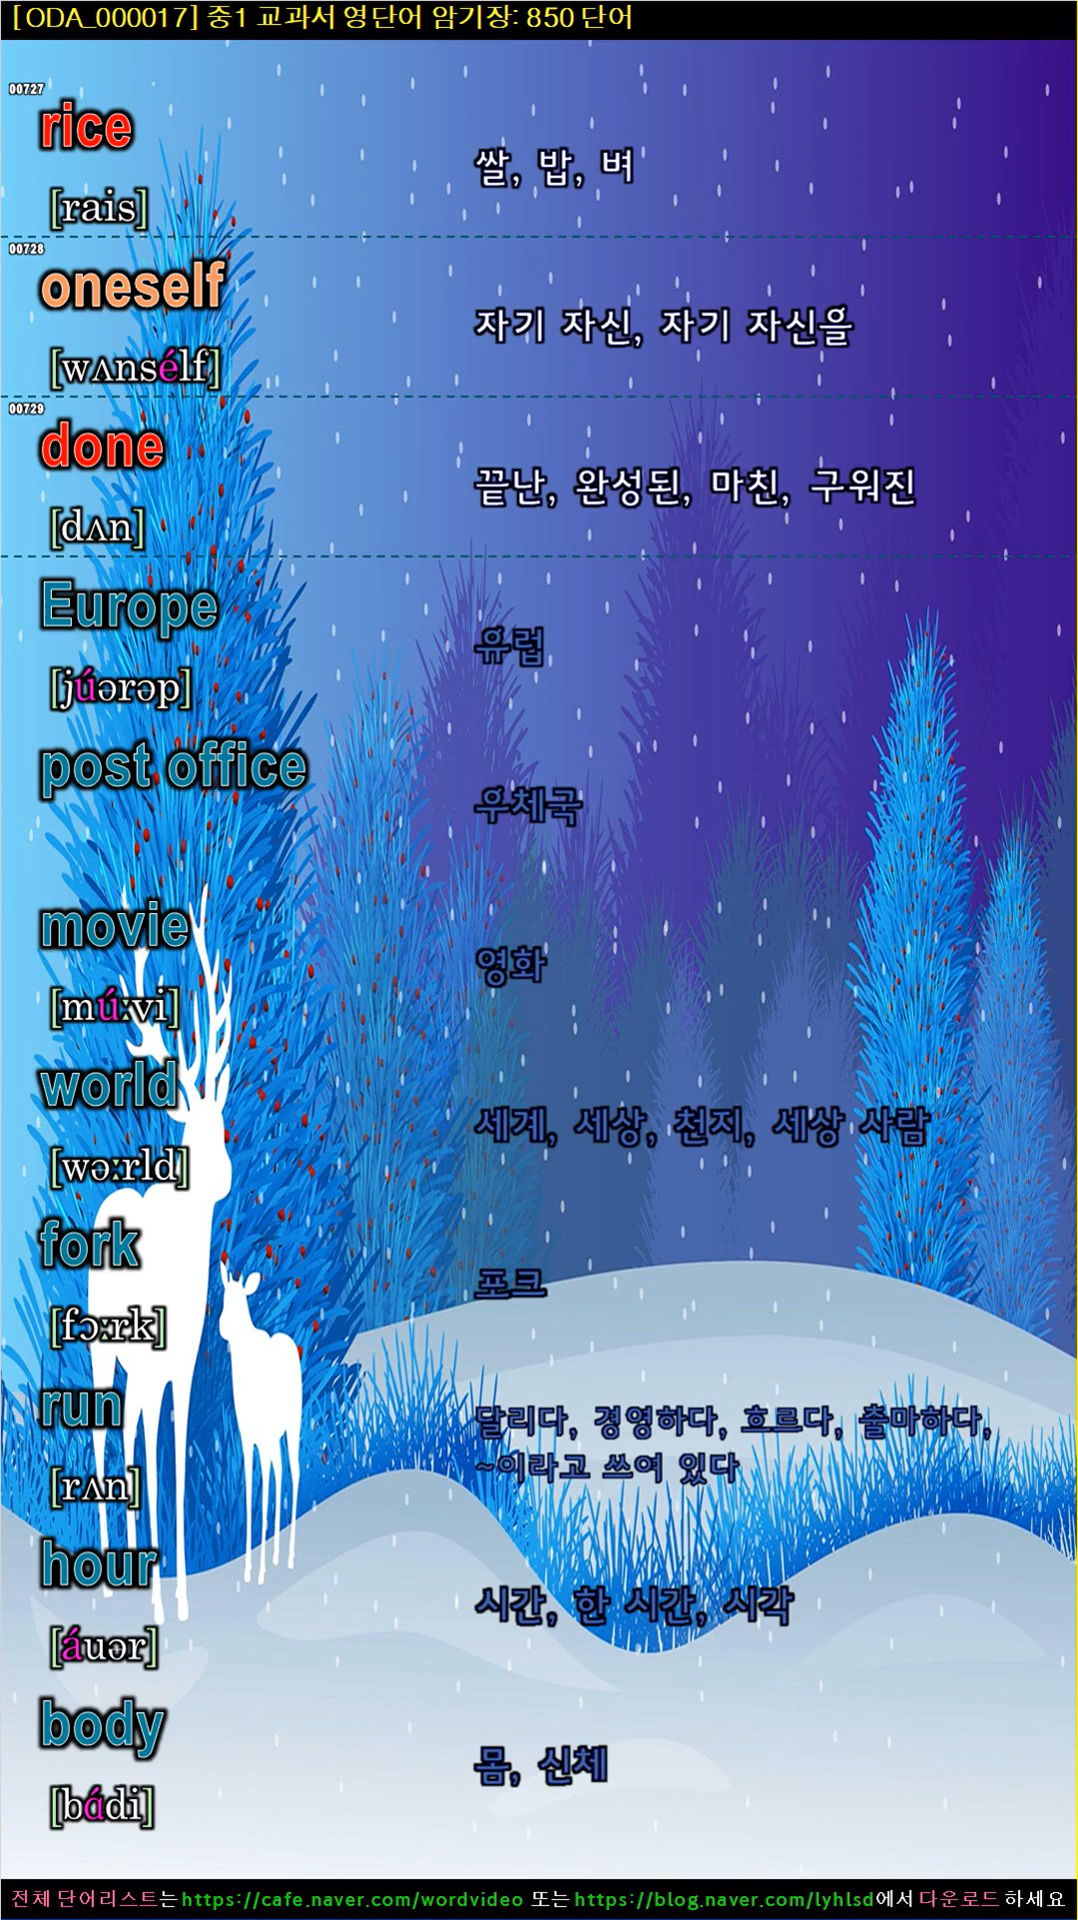 [ODA_000017] 중1 교과서 영단어 암기장: 850 단어
00727
rice
쌀, 밥, 벼
[rais]
00728
oneself
자기 자신, 자기 자신을
[wʌnsélf]
00729
done
끝난, 완성된, 마친, 구워진
[dʌn]
Europe
유럽
[júərəp]
post office
우체국
movie
영화
[múːvi]
world
세계, 세상, 천지, 세상 사람
[wəːrld]
fork
포크
[fɔːrk]
run
달리다, 경영하다, 흐르다, 출마하다,
~이라고 쓰여 있다
[rʌn]
hour
시간, 한 시간, 시각
[áuər]
body
몸, 신체
[bɑ́di]
전체 단어리스트는 https://cafe.naver.com/wordvideo 또는 https://blog.naver.com/lyhlsd에서 다운로드 하세요